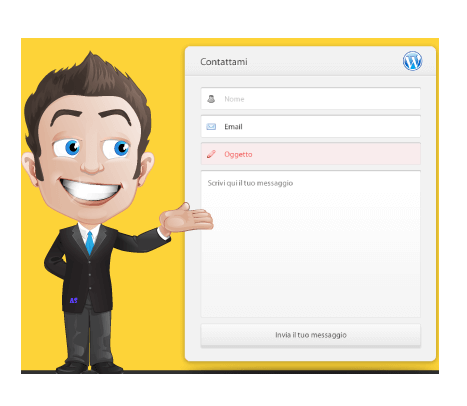 Contattami
Nome
Email
Oggetto
Scrivi qui il tuo messaggio
Invia il tuo messaggio